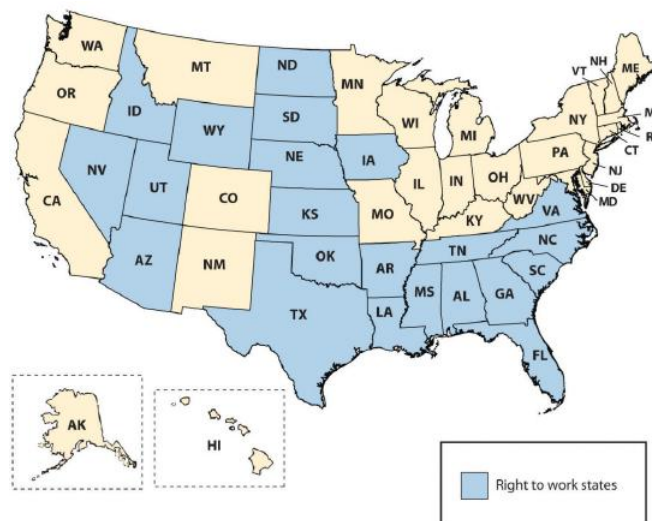 WA
MT
ND
MN
VT
NH
ME
OR
ID
WY
SD
WI
MI
NY
M
R
CT
NV
UT
NE
IA
PA
NJ
DE
MD
CA
CO
KS
MO
IL
IN
OH
WV
VA
KY
AZ
NM
OK
AR
TN
NC
SC
TX
LA
MS
AL
GA
FL
AK
HI
Right to work states